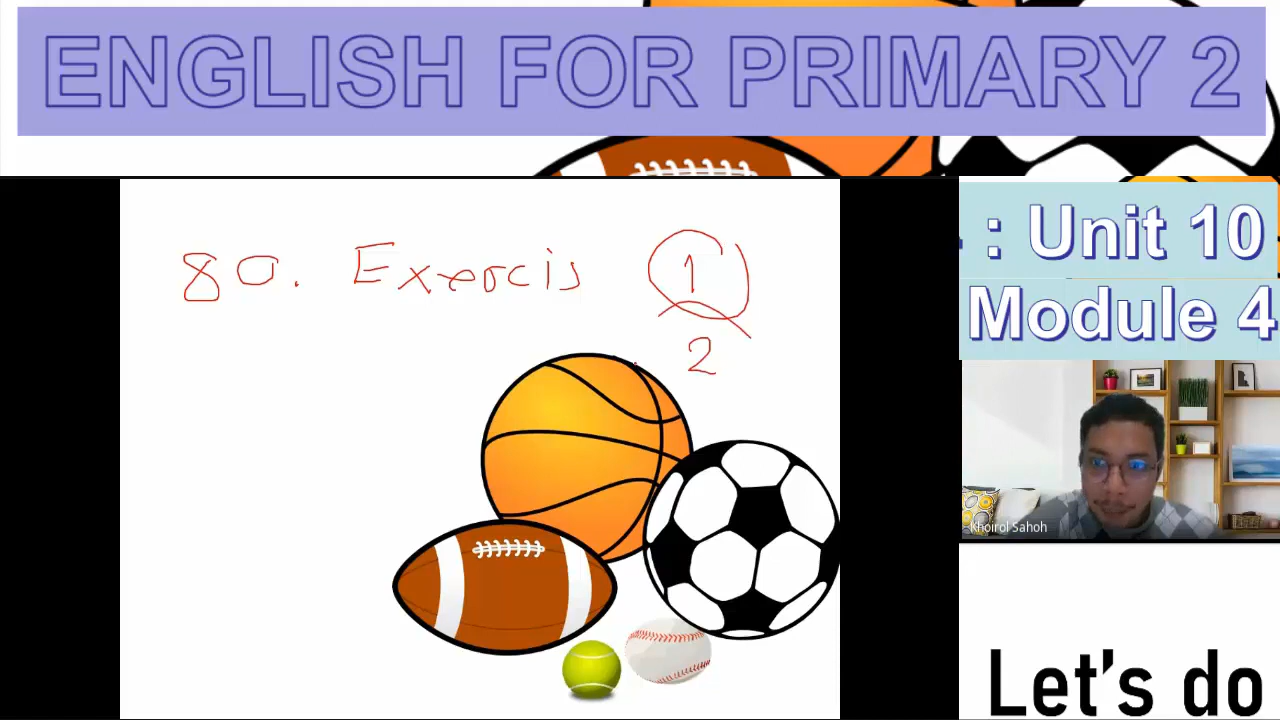 ENGLISH FOR PRIMARY 2
: Unit 10
Module 4
80. Exercis 1
2
Khoirol Sahoh
Let's do